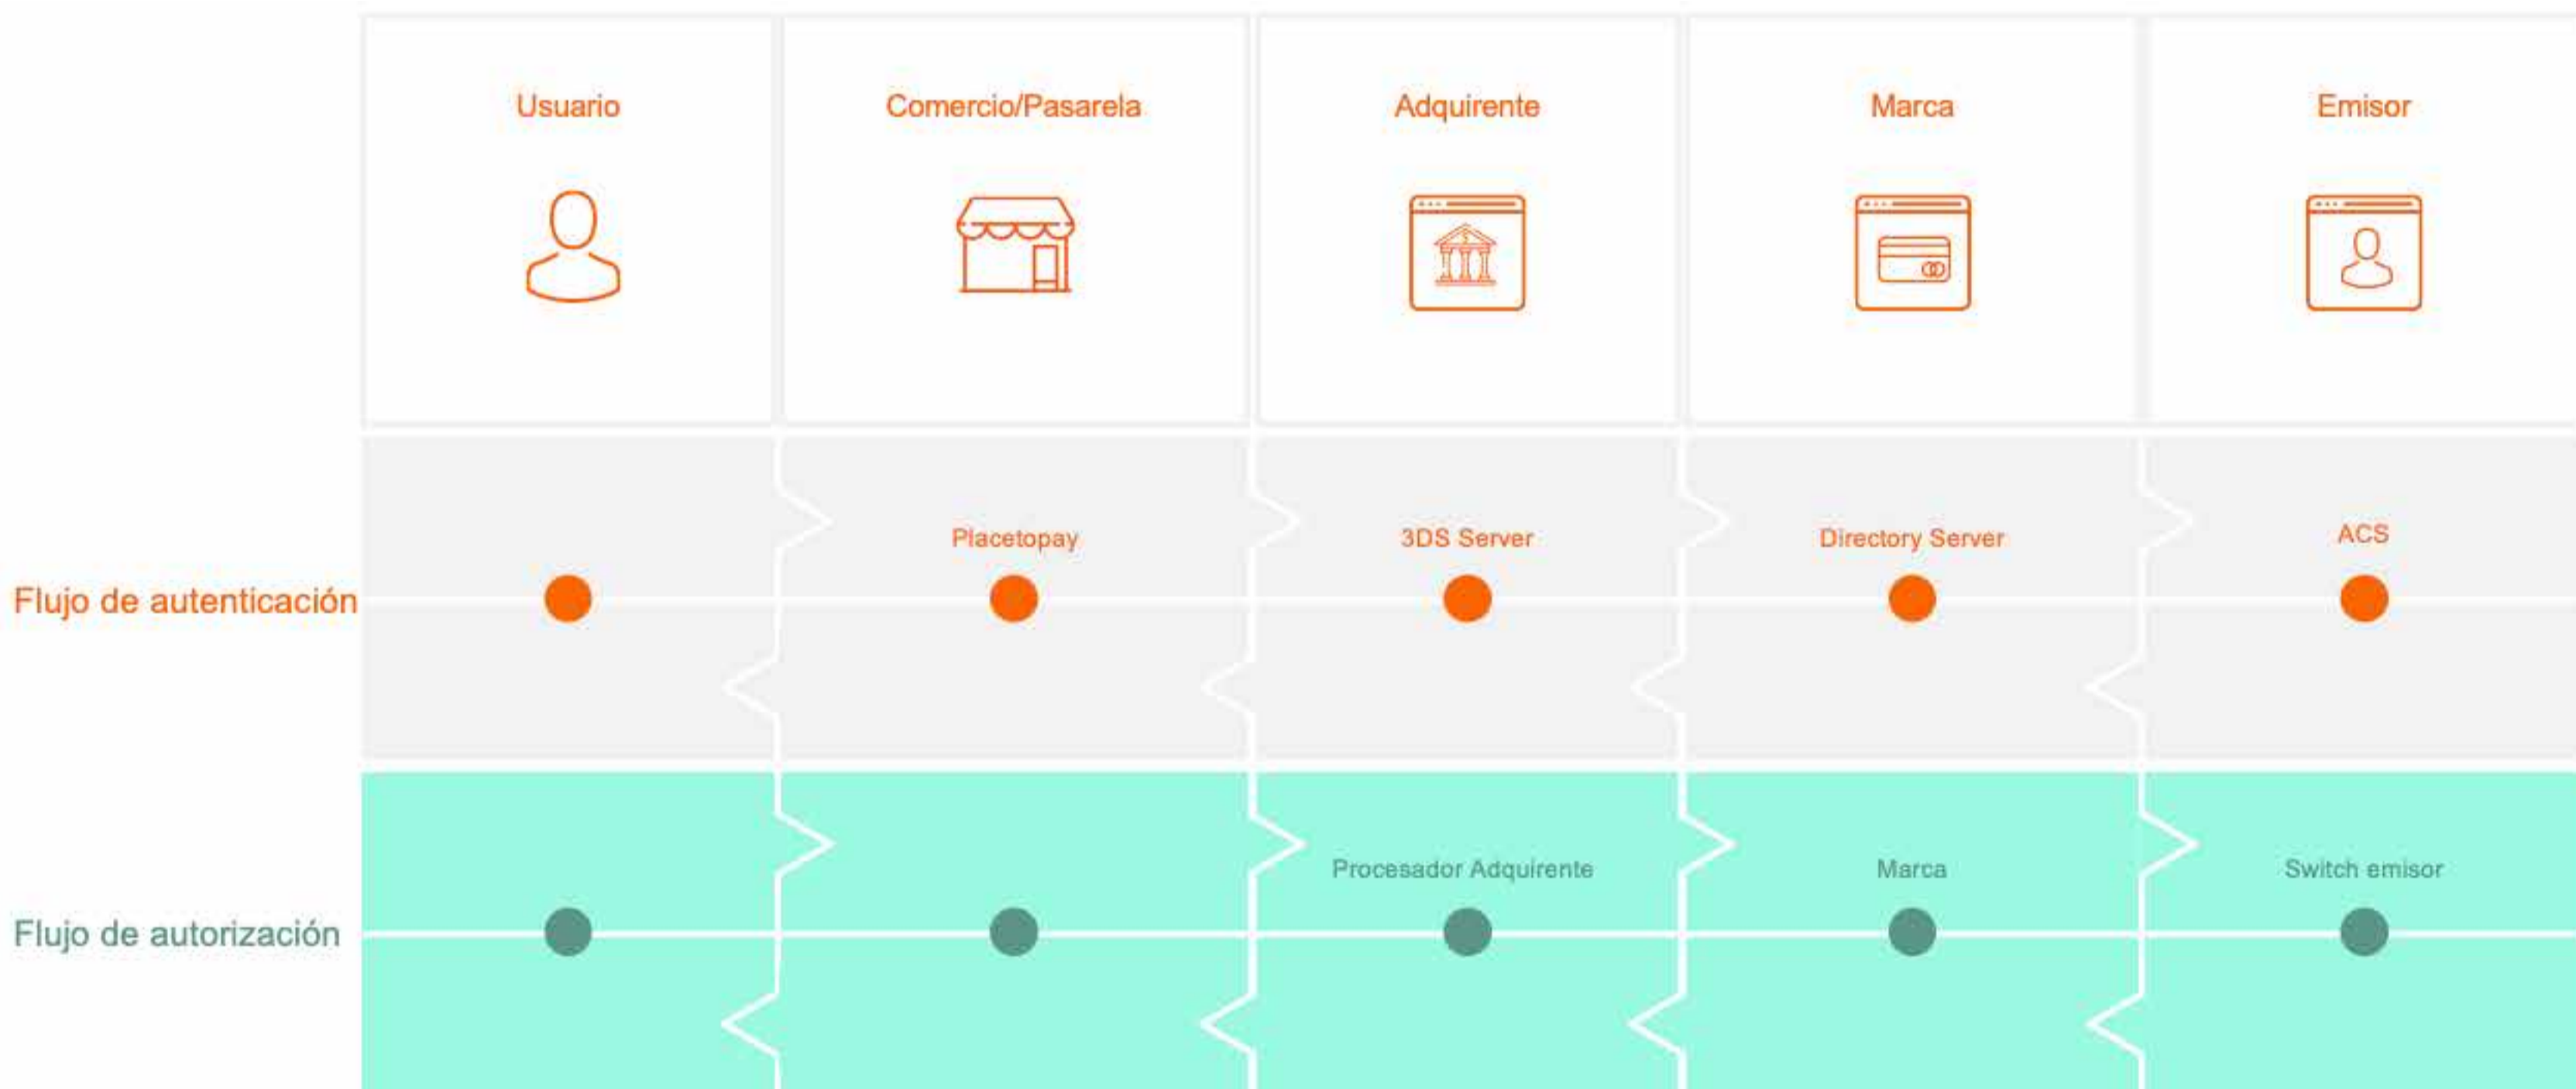 Usuario
Comercio/Pasarela
Adquirente
Marca
Emisor
Flujo de autenticación
Placetopay
3DS Server
Directory Server
ACS
Flujo de autorización
Procesador Adquirente
Marca
Switch emisor